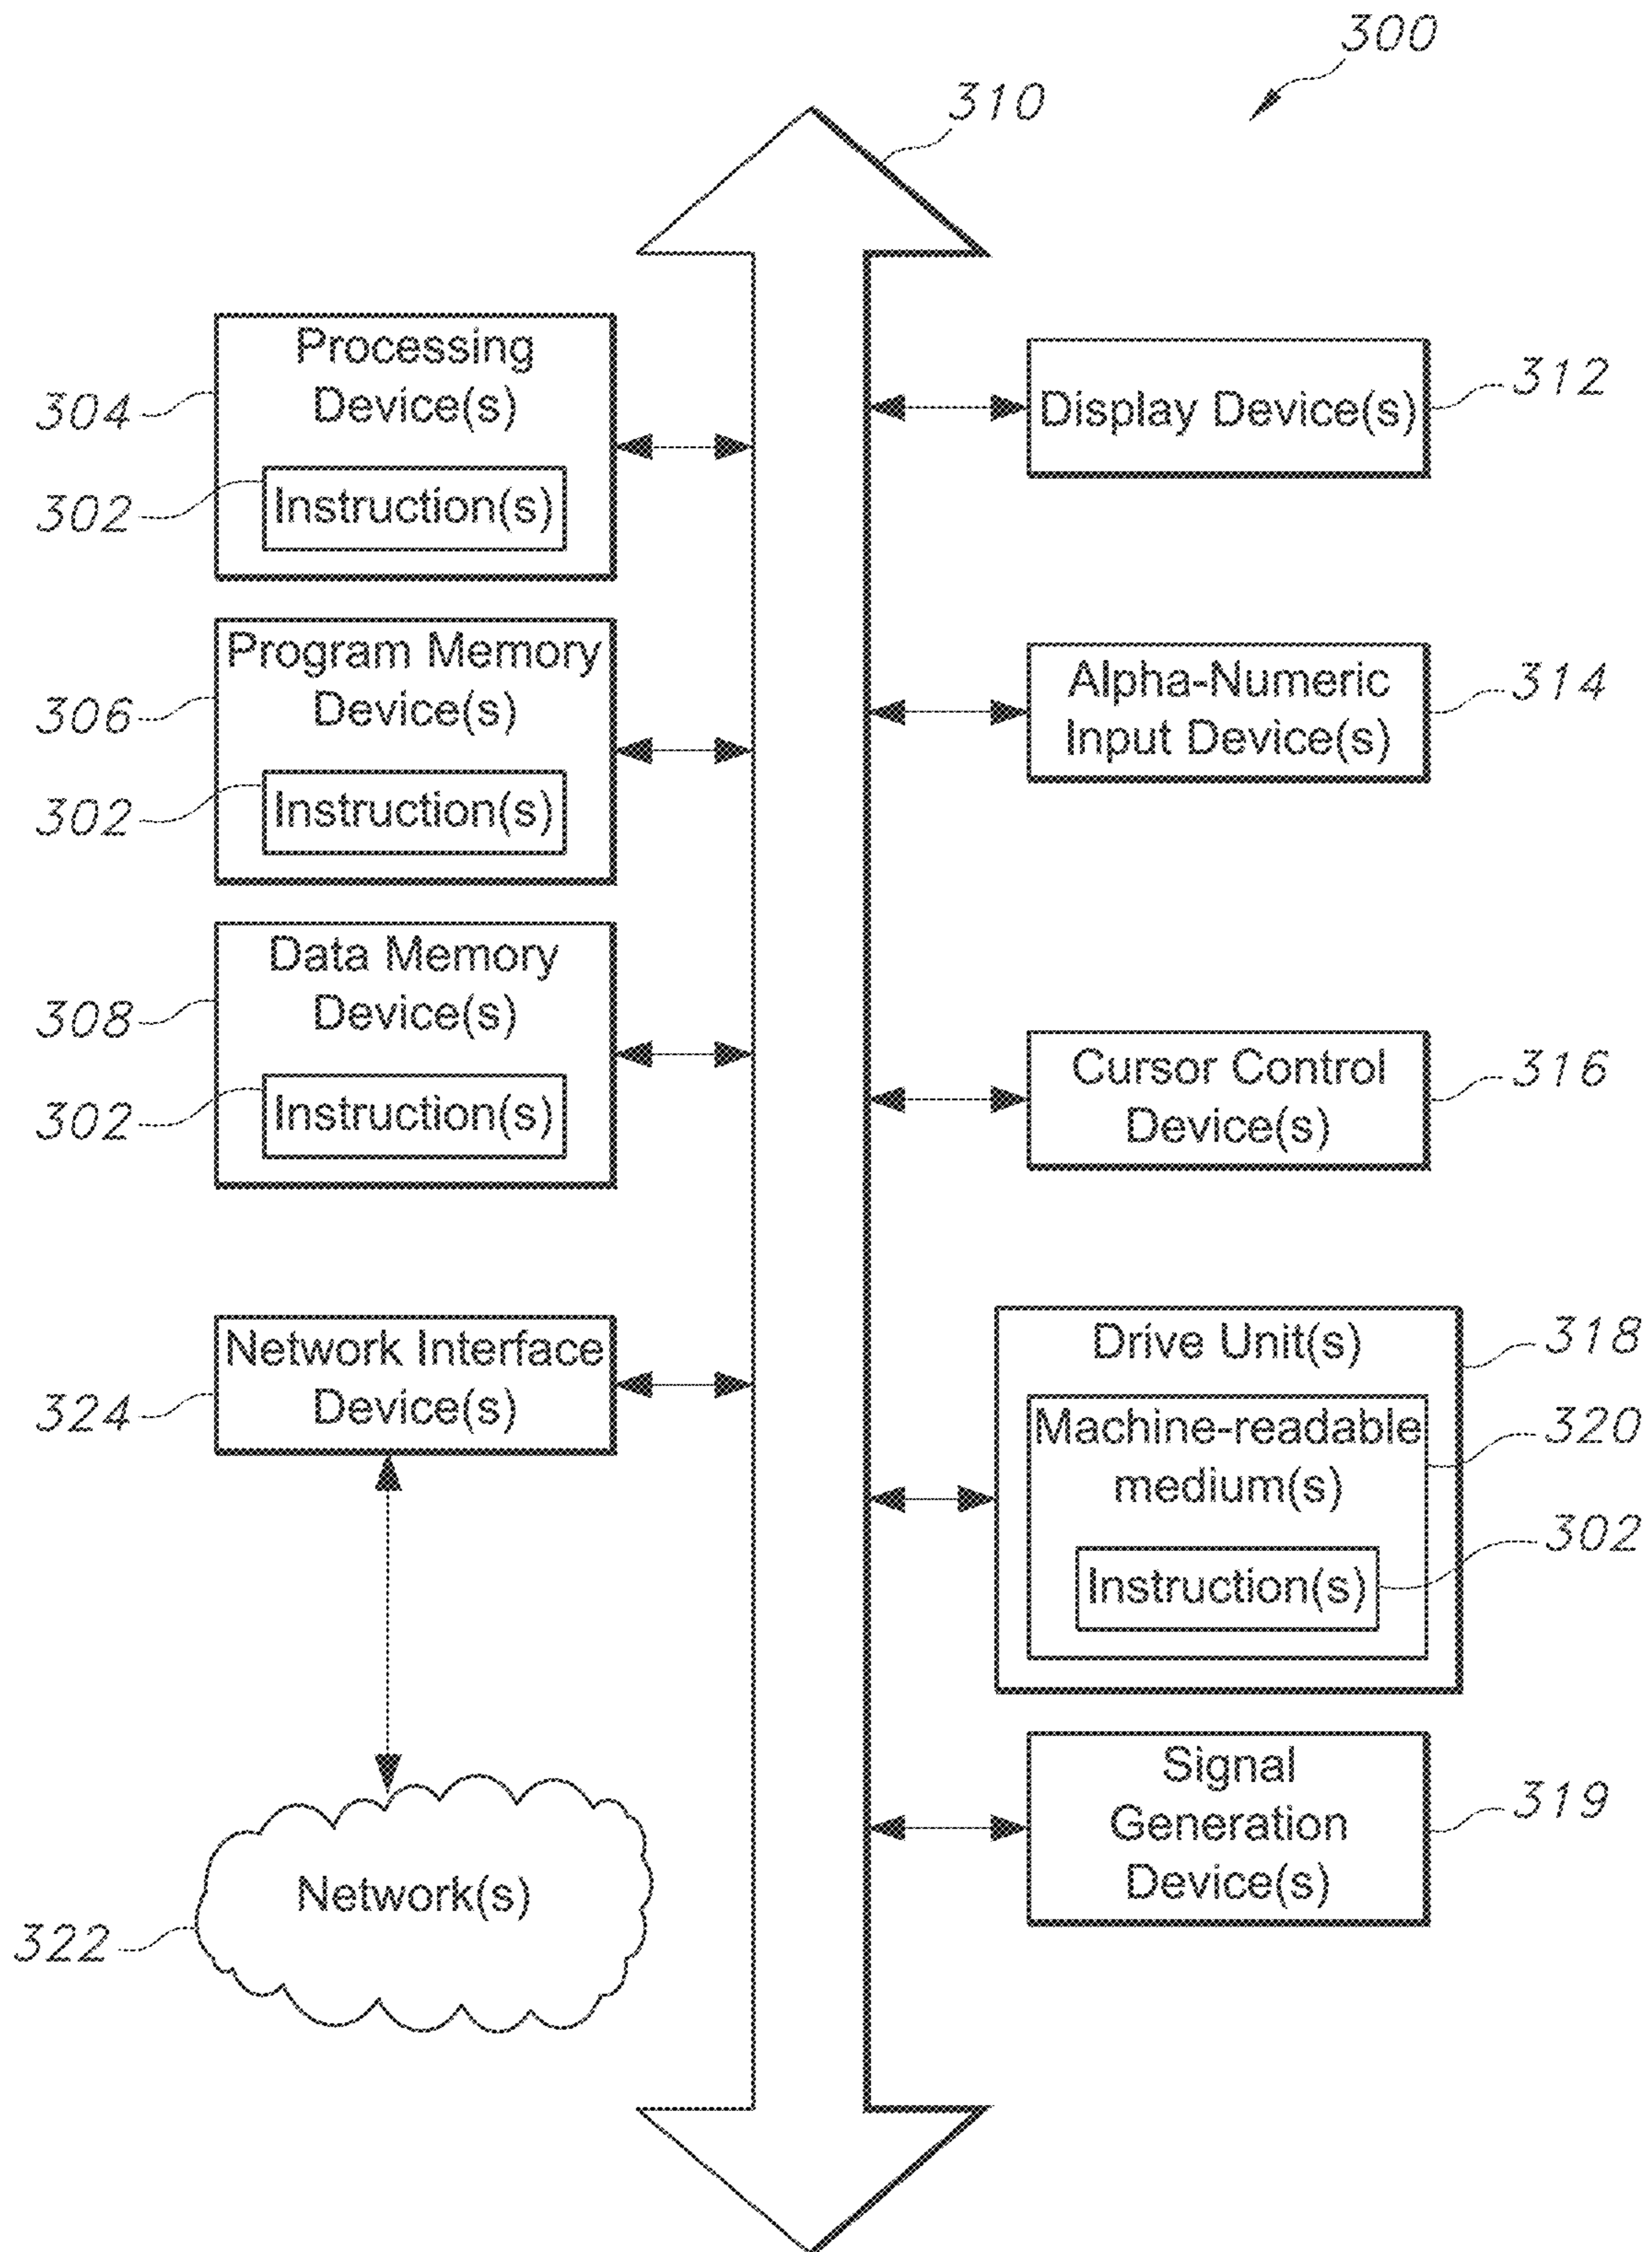 300
310
Processing
Device(s)
304
302
Instruction(s)
Program Memory
Device(s)
306
302
Instruction(s)
Data Memory
Device(s)
308
302
Instruction(s)
Network Interface
Device(s)
324
Network(s)
322
Display Device(s)
312
Alpha-Numeric
Input Device(s)
314
Cursor Control
Device(s)
316
Drive Unit(s)
318
Machine-readable
medium(s)
320
302
Instruction(s)
Signal
Generation
Device(s)
319